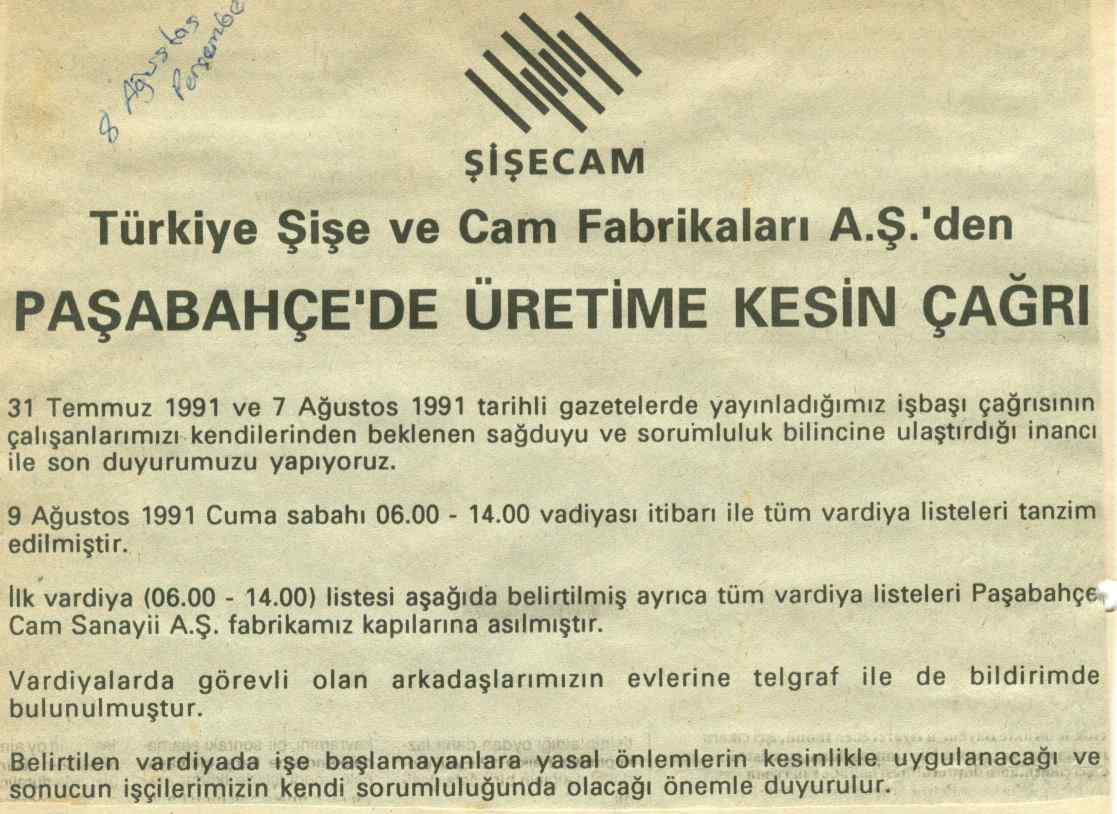 8 Ağustos
Perşembe
ŞİŞECAM
Türkiye Şişe ve Cam Fabrikaları A.Ş.'den
PAŞABAHÇE'DE ÜRETİME KESİN ÇAĞRI
31 Temmuz 1991 ve 7 Ağustos 1991 tarihli gazetelerde yayınladığımız işbaşı çağrısının
çalışanlarımızı kendilerinden beklenen sağduyu ve sorumluluk bilincine ulaştırdığı inancı
ile son duyurumuzu yapıyoruz.
9 Ağustos 1991 Cuma sabahı 06.00 - 14.00 vadiyası itibarı ile tüm vardiya listeleri tanzim
edilmiştir.
İlk vardiya (06.00 - 14.00) listesi aşağıda belirtilmiş ayrıca tüm vardiya listeleri Paşabahçe
Cam Sanayii A.Ş. fabrikamız kapılarına asılmıştır.
Vardiyalarda görevli olan arkadaşlarımızın evlerine telgraf ile de bildirimde
bulunulmuştur.
Belirtilen vardiyada işe başlamayanlara yasal önlemlerin kesinlikle uygulanacağı ve
sonucun işçilerimizin kendi sorumluluğunda olacağı önemle duyurulur.